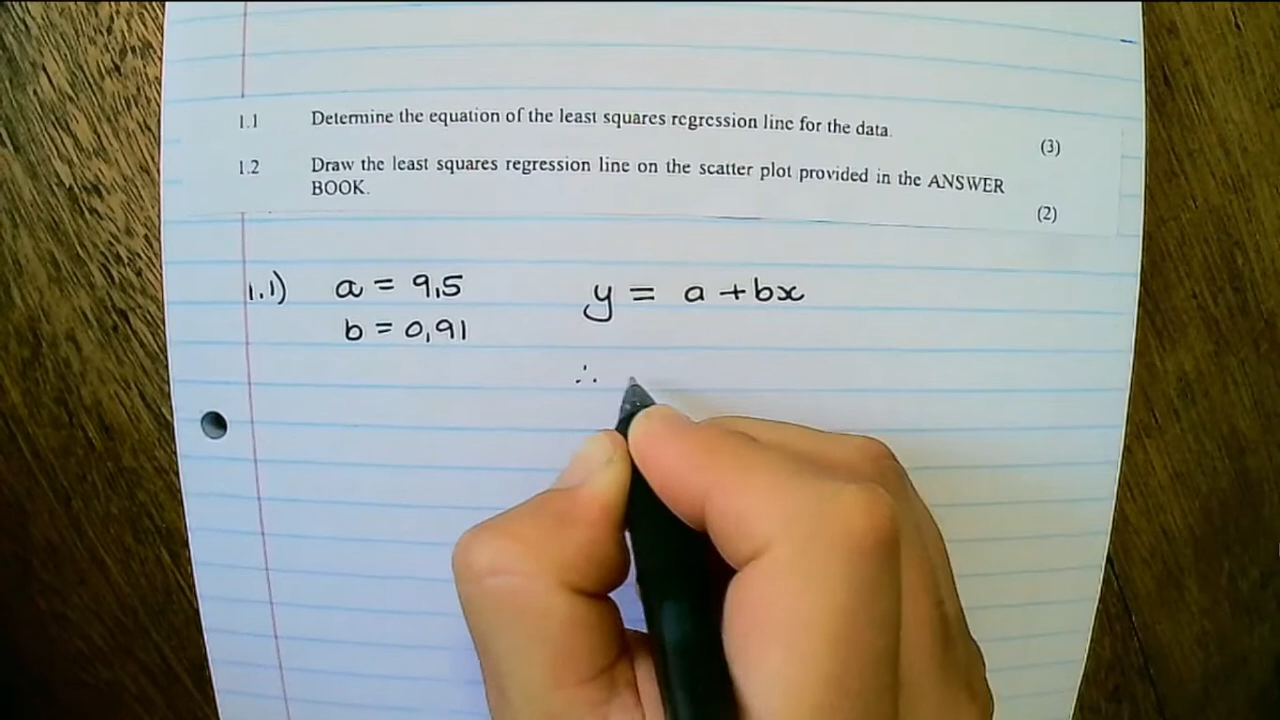 1.1 Determine the equation of the least squares regression line for the data.
(3)
1.2 Draw the least squares regression line on the scatter plot provided in the ANSWER
BOOK.
(2)
1.1) a = 9,5 y = a + bx
b = 0,91
∴